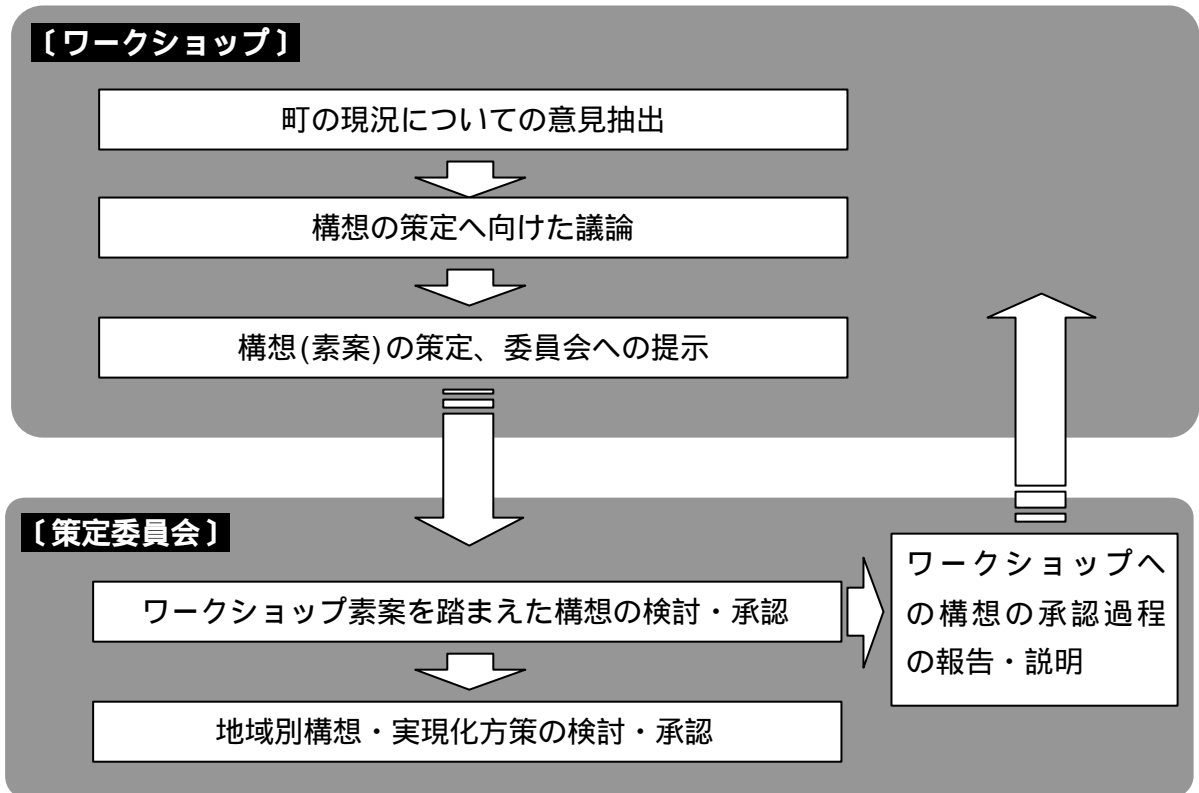 〔ワークショップ〕
町の現況についての意見抽出
構想の策定へ向けた議論
構想(素案)の策定、委員会への提示
〔策定委員会〕
ワークショップ素案を踏まえた構想の検討・承認
地域別構想・実現化方策の検討・承認
ワークショップへ
の構想の承認過程
の報告・説明